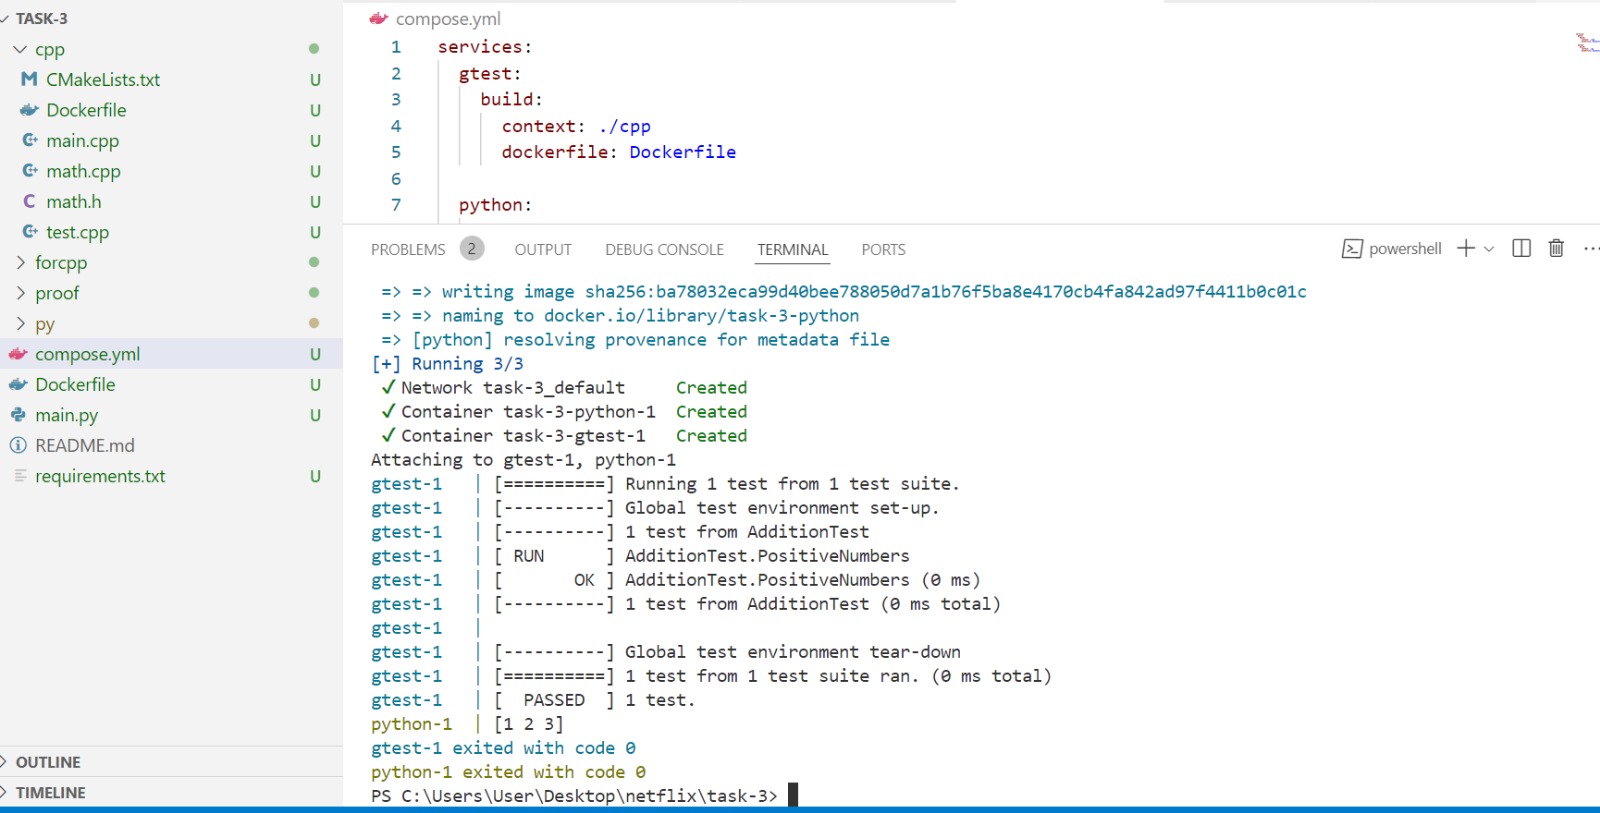 TASK-3
cpp
CMakeLists.txt U
Dockerfile U
main.cpp U
math.cpp U
math.h U
test.cpp U
forcpp
proof
py
compose.yml U
Dockerfile U
main.py U
README.md
requirements.txt U
OUTLINE
TIMELINE
compose.yml
1 services:
2 gtest:
3 build:
4 context: ./cpp
5 dockerfile: Dockerfile
6
7 python:
PROBLEMS 2 OUTPUT DEBUG CONSOLE TERMINAL PORTS powershell
=> => writing image sha256:ba78032eca99d40bee788050d7a1b76f5ba8e4170cb4fa842ad97f4411b0c01c
=> => naming to docker.io/library/task-3-python
=> [python] resolving provenance for metadata file
[+] Running 3/3
✓ Network task-3_default Created
✓ Container task-3-python-1 Created
✓ Container task-3-gtest-1 Created
Attaching to gtest-1, python-1
gtest-1 | [==========] Running 1 test from 1 test suite.
gtest-1 | [----------] Global test environment set-up.
gtest-1 | [----------] 1 test from AdditionTest
gtest-1 | [ RUN      ] AdditionTest.PositiveNumbers
gtest-1 | [       OK ] AdditionTest.PositiveNumbers (0 ms)
gtest-1 | [----------] 1 test from AdditionTest (0 ms total)
gtest-1 |
gtest-1 | [----------] Global test environment tear-down
gtest-1 | [==========] 1 test from 1 test suite ran. (0 ms total)
gtest-1 | [  PASSED  ] 1 test.
python-1 | [1 2 3]
gtest-1 exited with code 0
python-1 exited with code 0
PS C:\Users\User\Desktop\netflix\task-3>